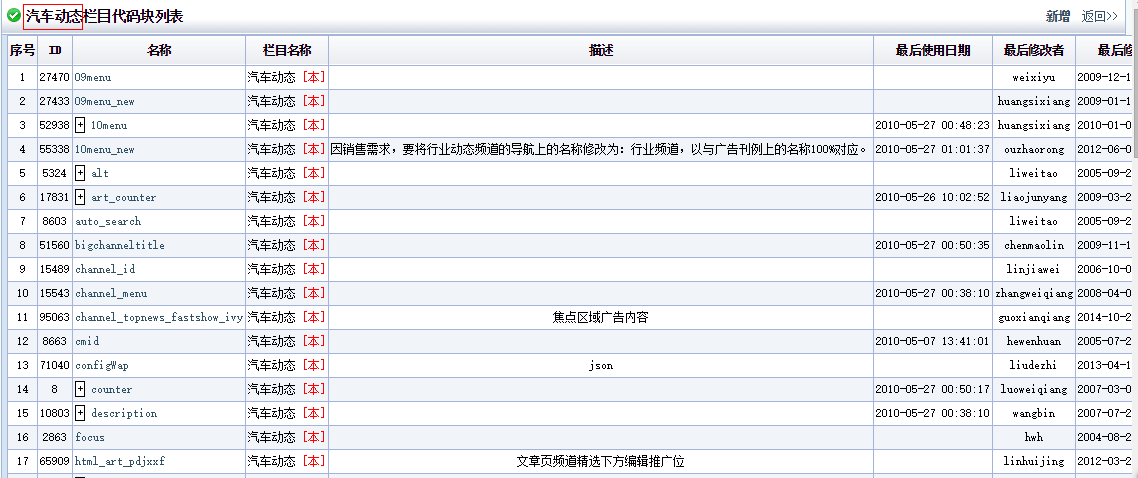 汽车动态栏目代码块列表 新增 返回>>
序号 ID 名称 栏目名称 描述 最后使用日期 最后修改者 最后修
1 27470 09menu 汽车动态 [本] weixiyu 2009-12-1
2 27433 09menu_new 汽车动态 [本] huangsixiang 2009-01-1
3 52938 + 10menu 汽车动态 [本] 2010-05-27 00:48:23 huangsixiang 2010-01-0
4 55338 10menu_new 汽车动态 [本] 因销售需求，要将行业动态频道的导航上的名称修改为：行业频道，以与广告刊例上的名称100%对应。 2010-05-27 01:01:37 ouzhaorong 2012-06-0
5 5324 + alt 汽车动态 [本] liweitao 2005-09-2
6 17831 + art_counter 汽车动态 [本] 2010-05-26 10:02:52 liaojunyang 2009-03-2
7 8603 auto_search 汽车动态 [本] liweitao 2005-09-2
8 51560 bigchanneltitle 汽车动态 [本] 2010-05-27 00:50:35 chenmaolin 2009-11-1
9 15489 channel_id 汽车动态 [本] linjiawei 2006-10-0
10 15543 channel_menu 汽车动态 [本] 2010-05-27 00:38:10 zhangweiqiang 2008-04-0
11 95063 channel_topnews_fastshow_ivy 汽车动态 [本] 焦点区域广告内容 guoxianqiang 2014-10-2
12 8663 cmid 汽车动态 [本] 2010-05-07 13:41:01 hewenhuan 2005-07-2
13 71040 configWap 汽车动态 [本] json liudezhi 2013-04-1
14 8 + counter 汽车动态 [本] 2010-05-27 00:50:17 luoweiqiang 2007-03-0
15 10803 + description 汽车动态 [本] 2010-05-27 00:38:10 wangbin 2007-07-2
16 2863 focus 汽车动态 [本] hwh 2004-08-2
17 65909 html_art_pdjxxf 汽车动态 [本] 文章页频道精选下方编辑推广位 linhuijing 2012-03-2